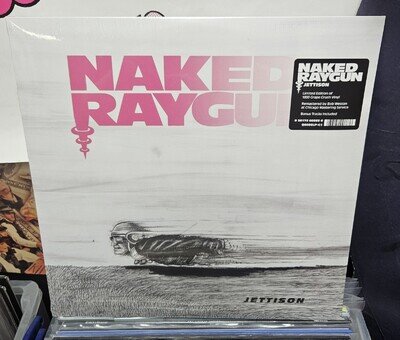 NAKED
RAYGUN
NAKED
RAYGUN
JETTISON
Limited Edition of
1000 Grape Crush Vinyl
Remastered by Bob Weston
at Chicago Mastering Service
Bonus Tracks Included
JETTISON